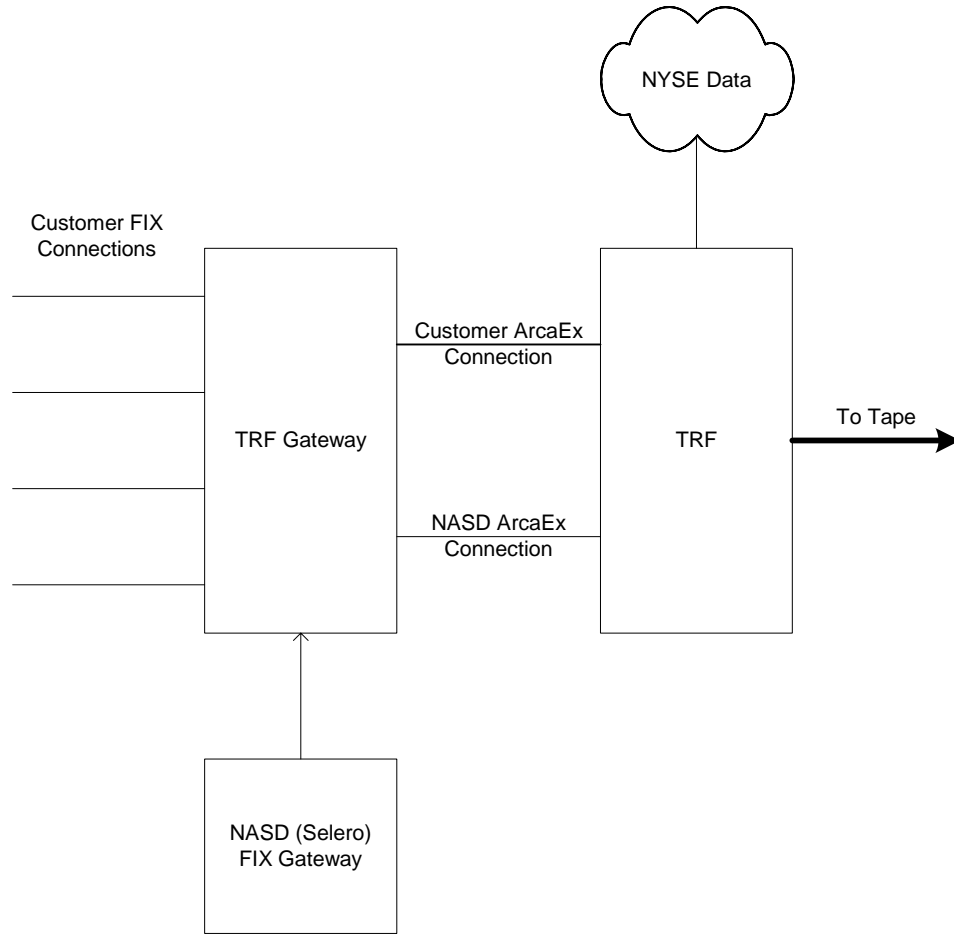 NYSE Data
Customer FIX
Connections
Customer ArcaEx
Connection
TRF Gateway
TRF
To Tape
NASD ArcaEx
Connection
NASD (Selero)
FIX Gateway